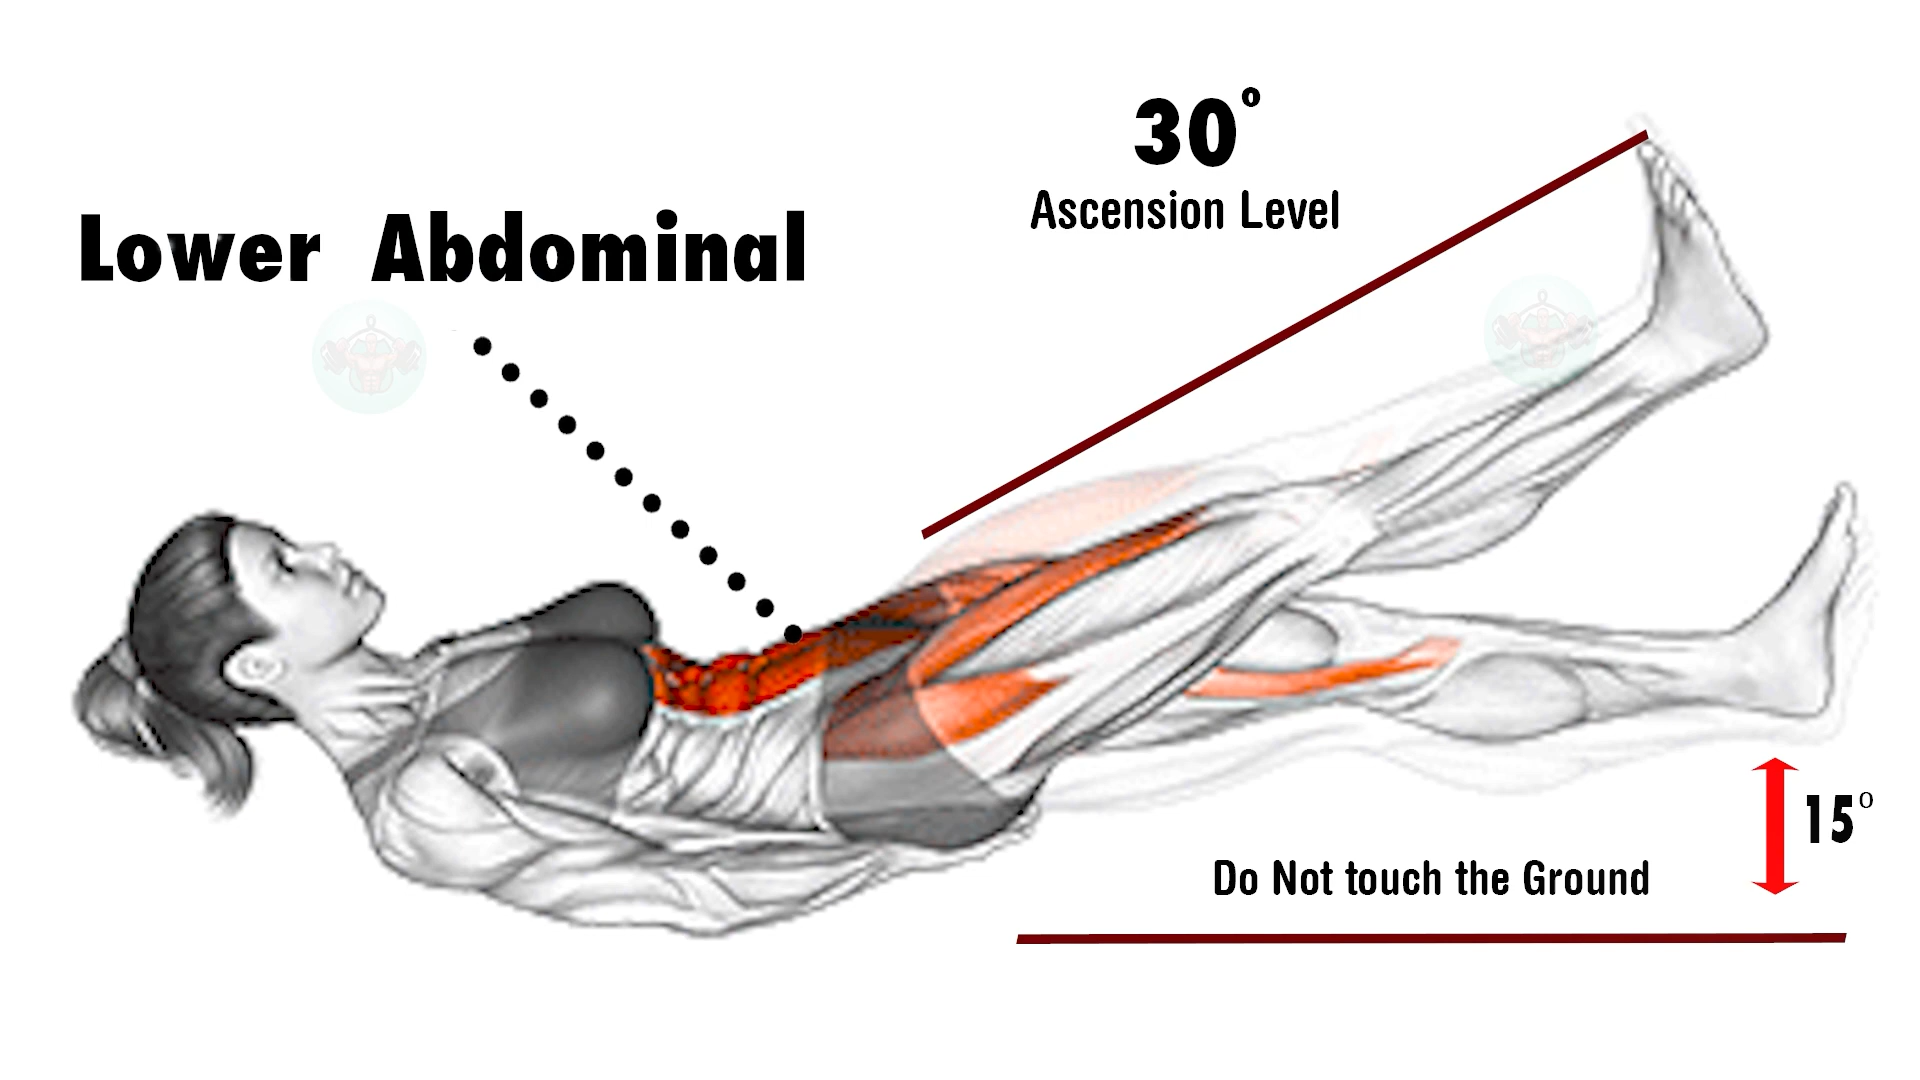 30°
Ascension Level
Lower Abdominal
15°
Do Not touch the Ground